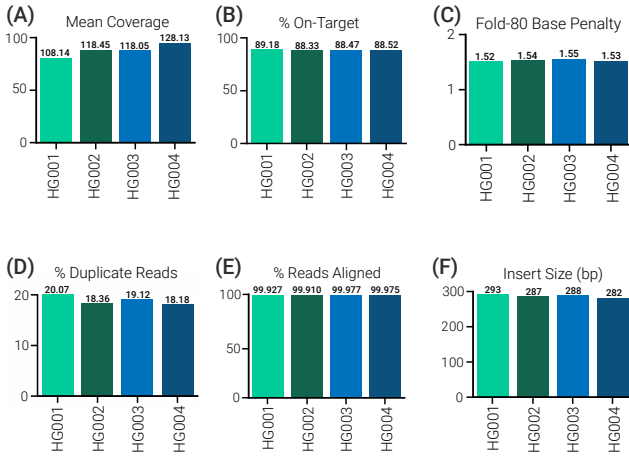 (A) Mean Coverage
100
50
0
108.14 118.45 118.05 128.13
HG001 HG002 HG003 HG004
(B) % On-Target
100
50
0
89.18 88.33 88.47 88.52
HG001 HG002 HG003 HG004
(C) Fold-80 Base Penalty
2
1
0
1.52 1.54 1.55 1.53
HG001 HG002 HG003 HG004
(D) % Duplicate Reads
20
10
0
20.07 18.36 19.12 18.18
HG001 HG002 HG003 HG004
(E) % Reads Aligned
100
50
0
99.927 99.910 99.977 99.975
HG001 HG002 HG003 HG004
(F) Insert Size (bp)
300
200
100
0
293 287 288 282
HG001 HG002 HG003 HG004